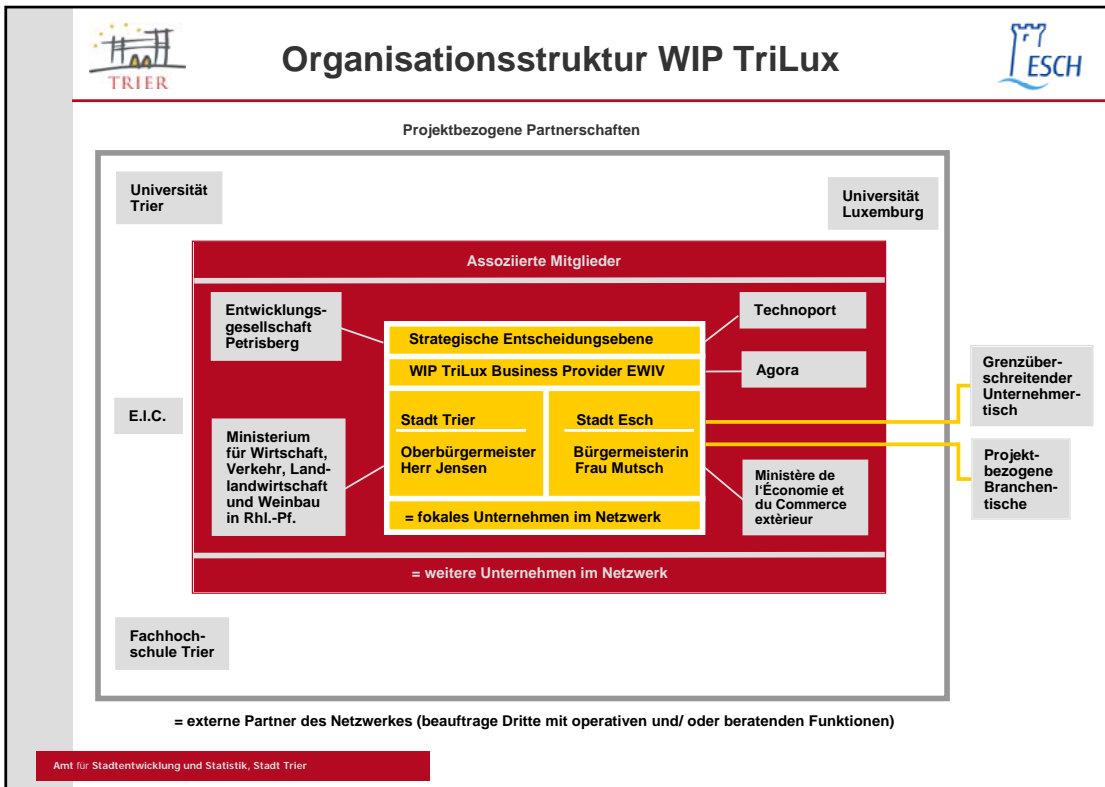 TRIER
Organisationsstruktur WIP TriLux
ESCH
Projektbezogene Partnerschaften
Universität
Trier
Universität
Luxemburg
Assoziierte Mitglieder
Entwicklungs-
gesellschaft
Petrisberg
Technoport
Strategische Entscheidungsebene
WIP TriLux Business Provider EWIV
Agora
Grenzüber-
schreitender
Unternehmer-
tisch
E.I.C.
Ministerium
für Wirtschaft,
Verkehr, Land-
landwirtschaft
und Weinbau
in Rhl.-Pf.
Stadt Trier
Oberbürgermeister
Herr Jensen
Stadt Esch
Bürgermeisterin
Frau Mutsch
Ministère de
l‘Économie et
du Commerce
extèrieur
Projekt-
bezogene
Branchen-
tische
= fokales Unternehmen im Netzwerk
= weitere Unternehmen im Netzwerk
Fachhoch-
schule Trier
= externe Partner des Netzwerkes (beauftrage Dritte mit operativen und/ oder beratenden Funktionen)
Amt für Stadtentwicklung und Statistik, Stadt Trier